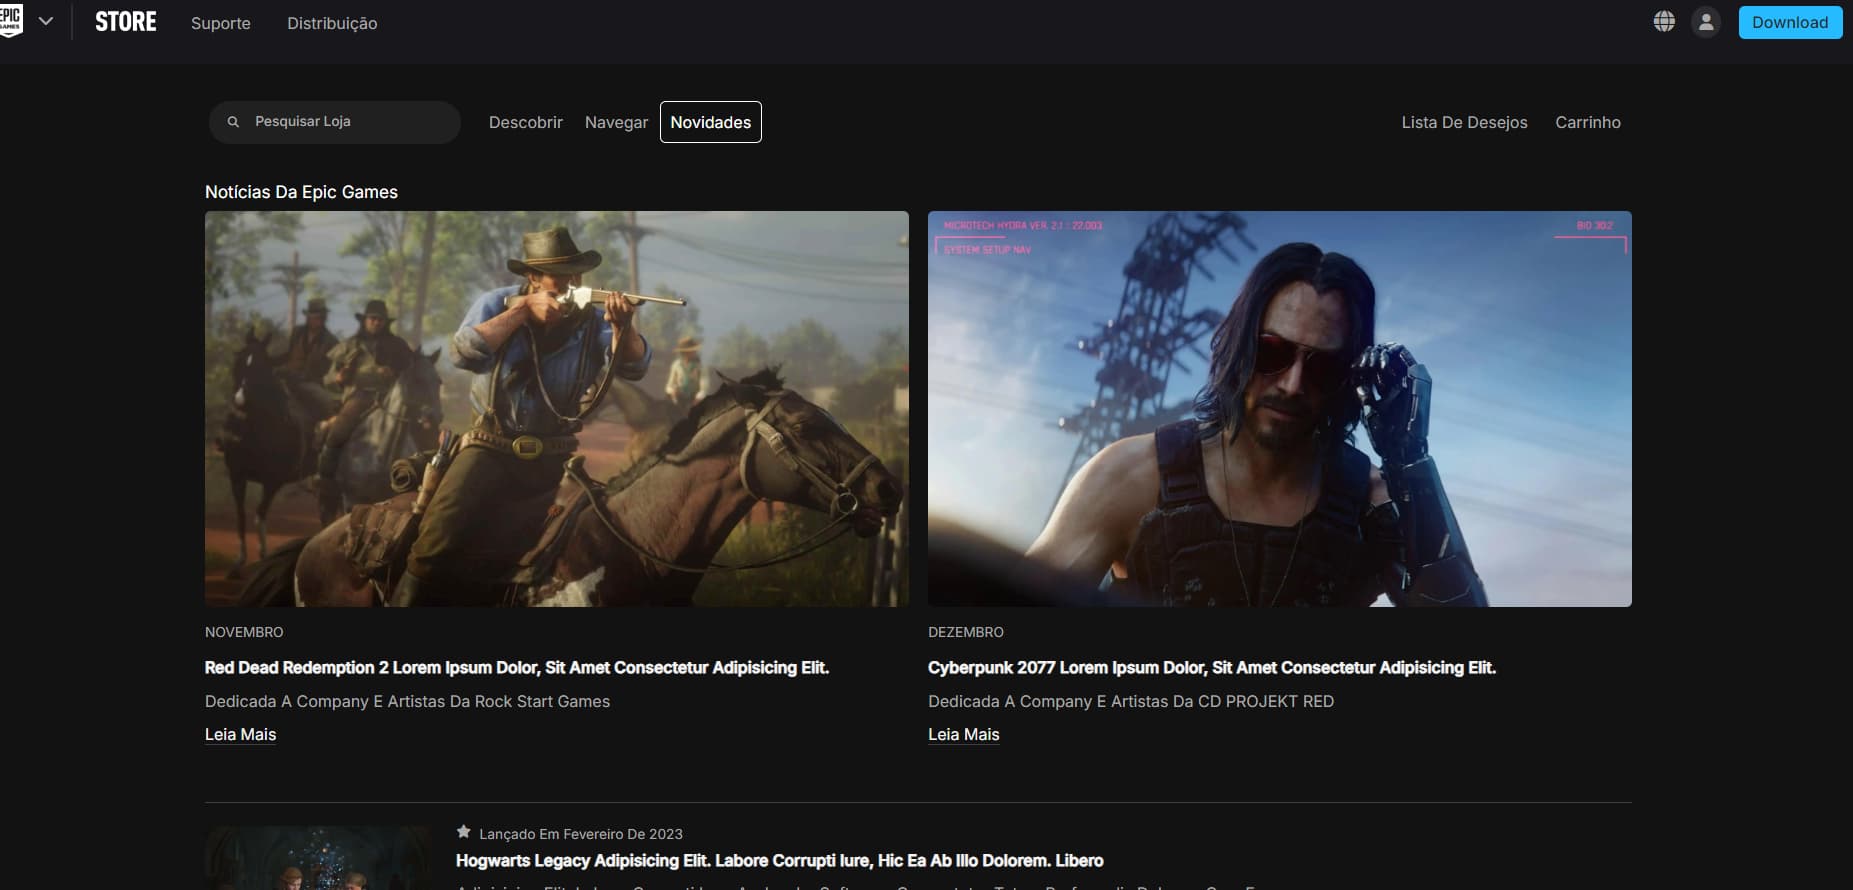 EPIC
GAMES
STORE
Suporte
Distribuição
Download
Pesquisar Loja
Descobrir
Navegar
Novidades
Lista De Desejos
Carrinho
Notícias Da Epic Games
MICROTECH HYDRA VER. 2.1 : 22.003
BID 302
SYSTEM SETUP NAV
NOVEMBRO
Red Dead Redemption 2 Lorem Ipsum Dolor, Sit Amet Consectetur Adipisicing Elit.
Dedicada A Company E Artistas Da Rock Start Games
Leia Mais
DEZEMBRO
Cyberpunk 2077 Lorem Ipsum Dolor, Sit Amet Consectetur Adipisicing Elit.
Dedicada A Company E Artistas Da CD PROJEKT RED
Leia Mais
Lançado Em Fevereiro De 2023
Hogwarts Legacy Adipisicing Elit. Labore Corrupti Iure, Hic Ea Ab Illo Dolorem. Libero